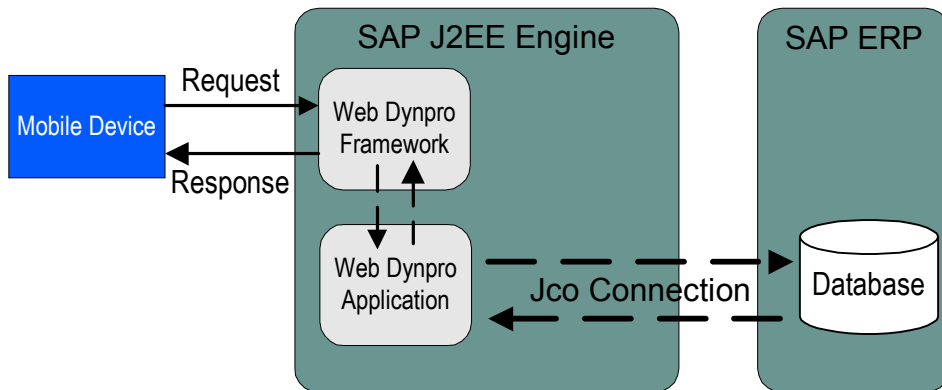 SAP J2EE Engine
SAP ERP
Request
Mobile Device
Web Dynpro
Framework
Response
Web Dynpro
Application
Jco Connection
Database